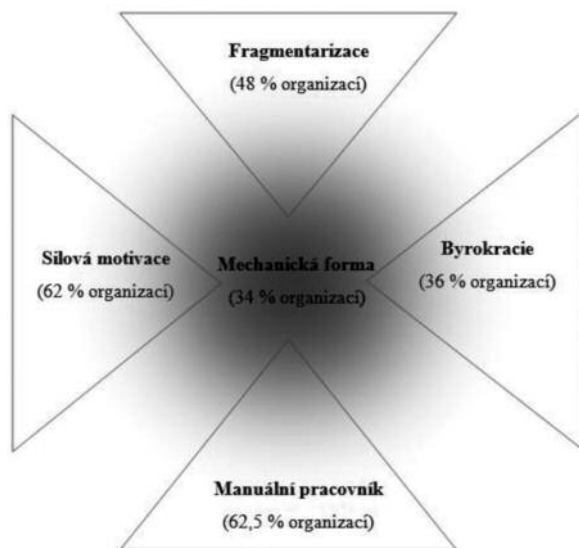 Fragmentarizace
(48 % organizací)
Silová motivace
(62 % organizací)
Mechanická forma
(34 % organizací)
Byrokracie
(36 % organizací)
Manuální pracovník
(62,5 % organizací)